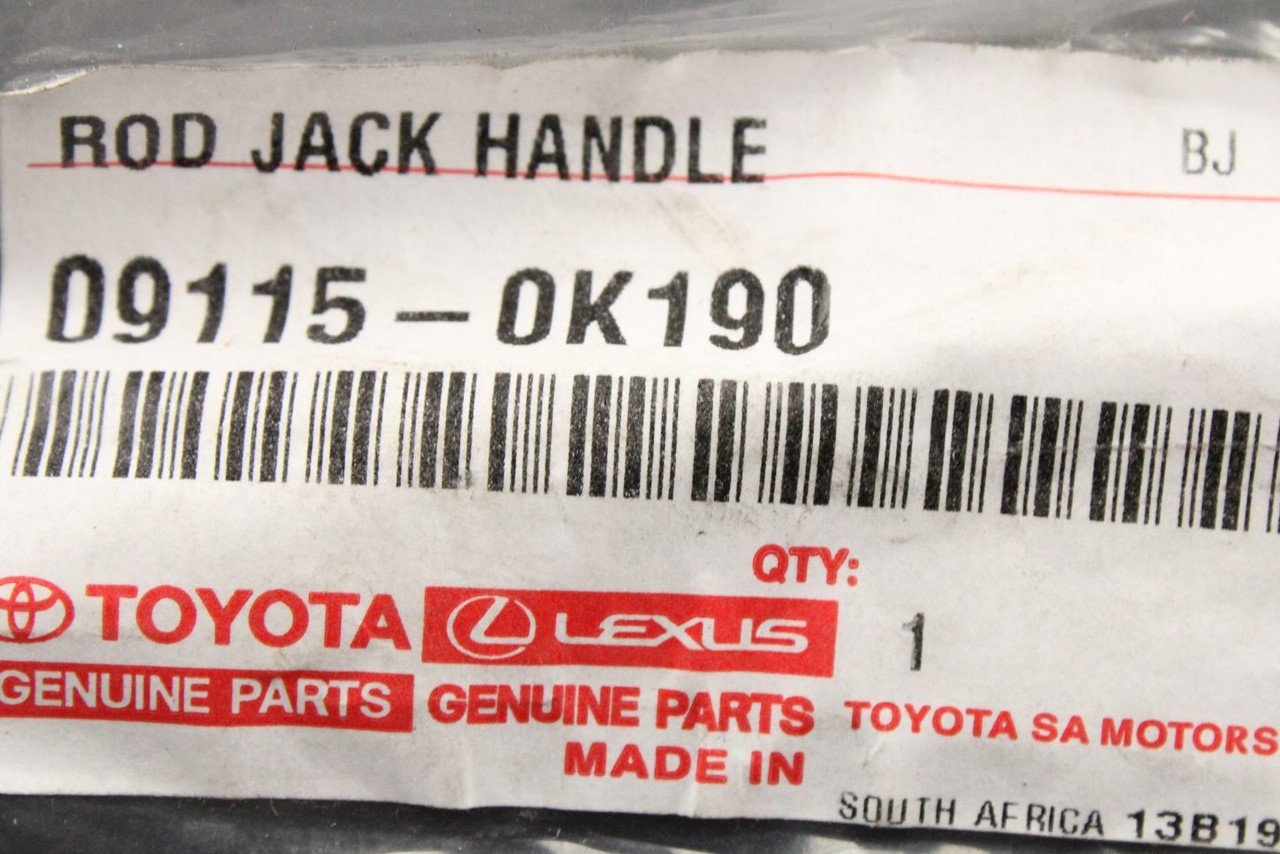 ROD JACK HANDLE BJ
09115-0K190
QTY:
TOYOTA LEXUS 1
GENUINE PARTS GENUINE PARTS TOYOTA SA MOTORS
MADE IN
SOUTH AFRICA 13B19